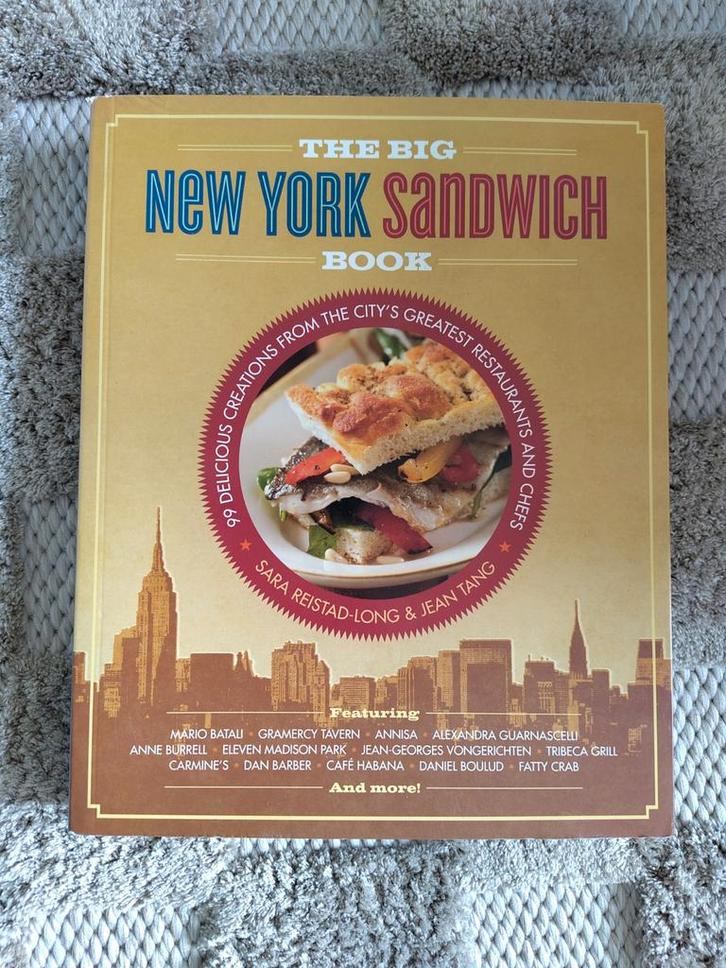 THE BIG
NEW YORK SANDWICH
BOOK
99 DELICIOUS CREATIONS FROM THE CITY'S GREATEST RESTAURANTS AND CHEFS
SARA REISTAD-LONG & JEAN TANG
Featuring
MARIO BATALI • GRAMERCY TAVERN • ANNISA • ALEXANDRA GUARNASCELLI
ANNE BURRELL • ELEVEN MADISON PARK • JEAN-GEORGES VONGERICHTEN • TRIBECA GRILL
CARMINE'S • DAN BARBER • CAFÉ HABANA • DANIEL BOULUD • FATTY CRAB
And more!